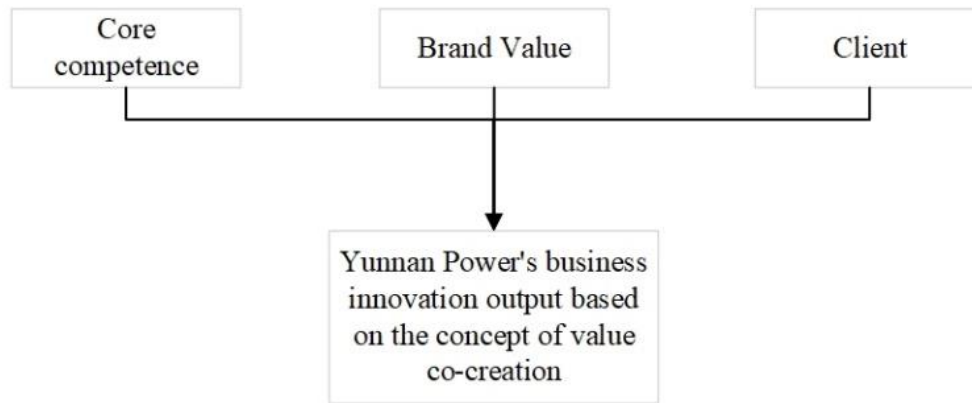 Core
competence
Brand Value
Client
Yunnan Power's business
innovation output based
on the concept of value
co-creation